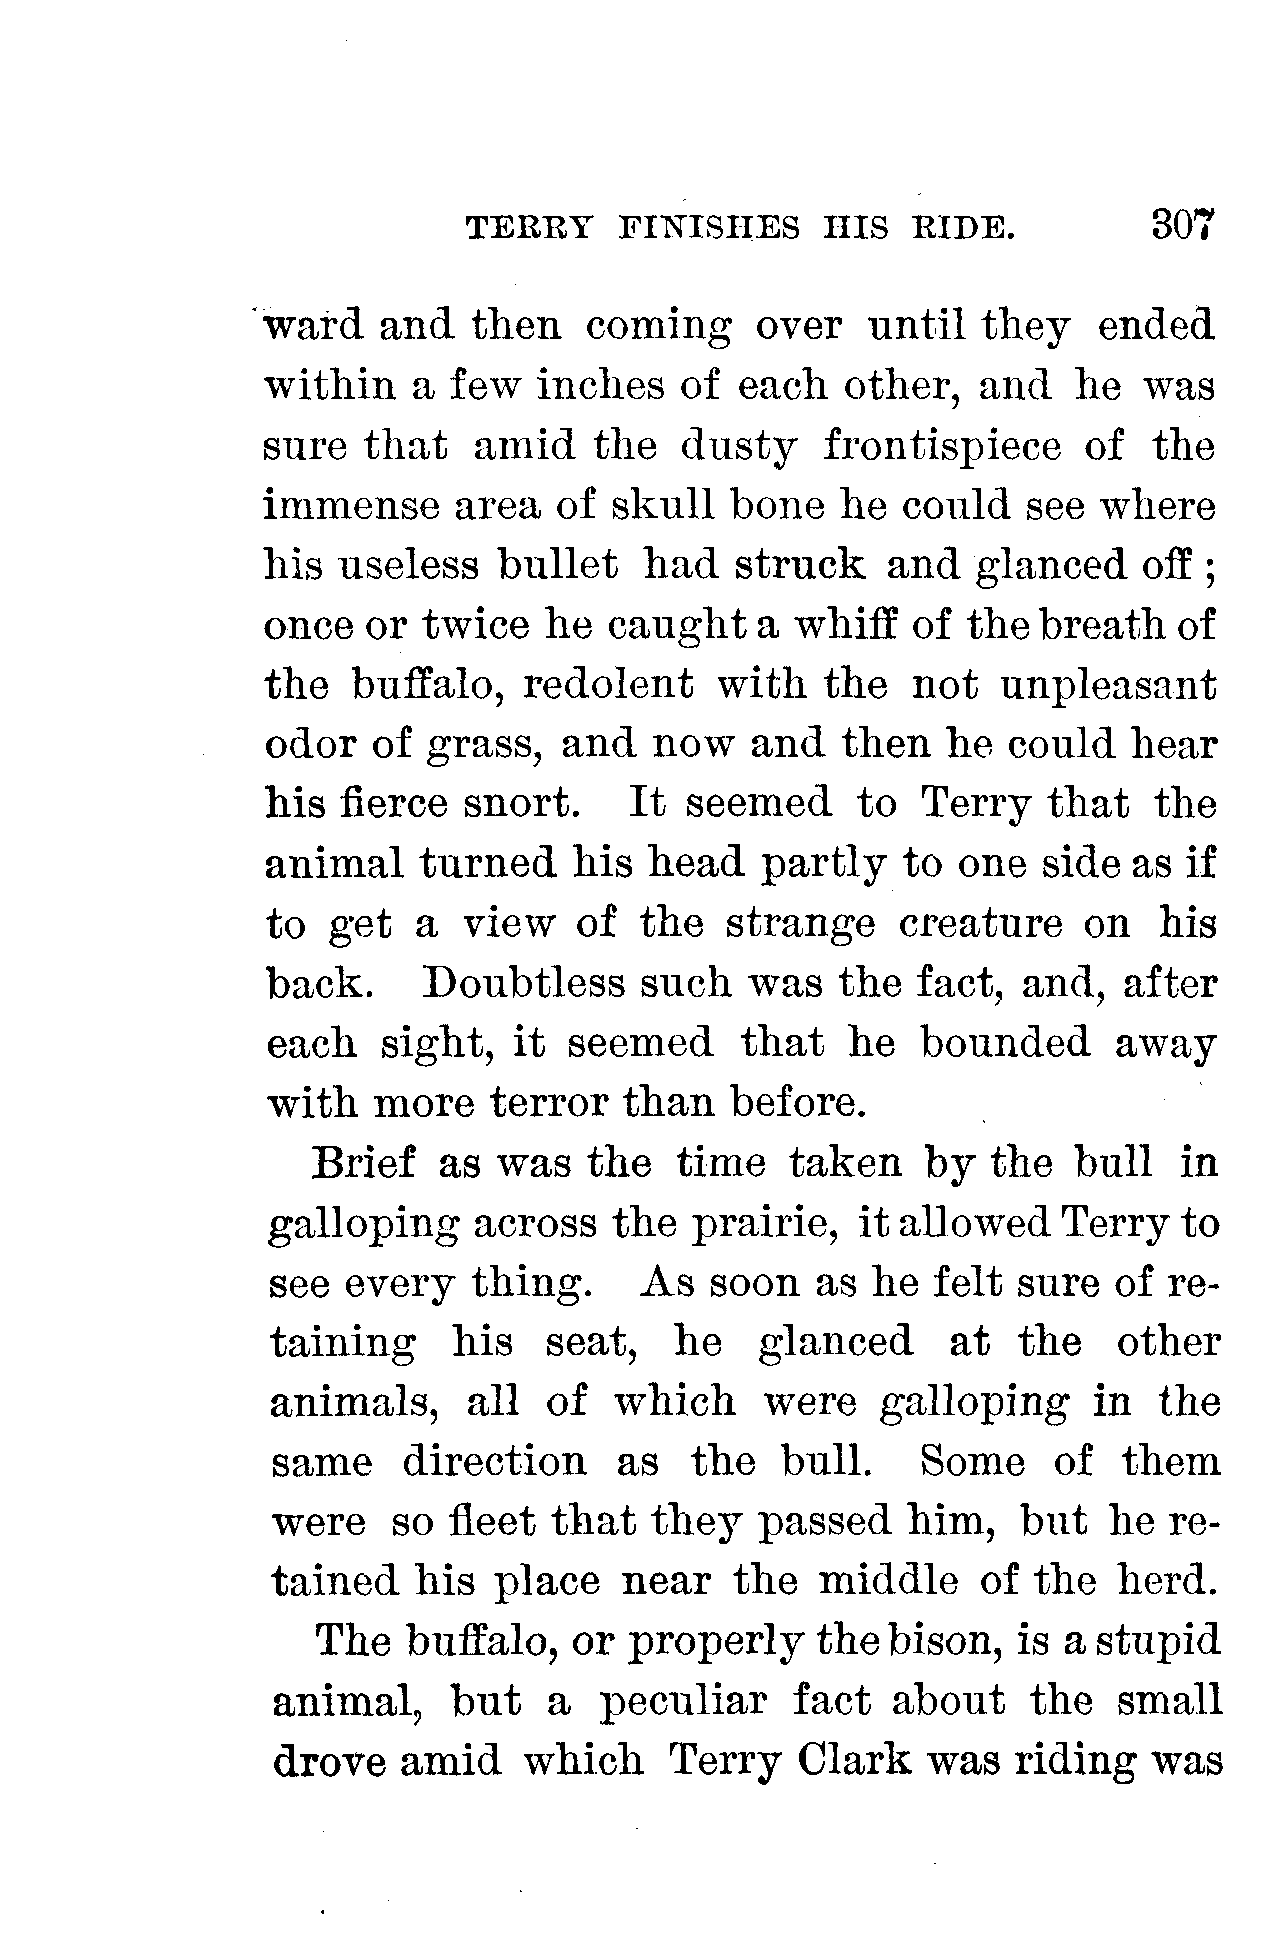 TERRY FINISHES HIS RIDE. 307
ward and then coming over until they ended
within a few inches of each other, and he was
sure that amid the dusty frontispiece of the
immense area of skull bone he could see where
his useless bullet had struck and glanced off ;
once or twice he caught a whiff of the breath of
the buffalo, redolent with the not unpleasant
odor of grass, and now and then he could hear
his fierce snort. It seemed to Terry that the
animal turned his head partly to one side as if
to get a view of the strange creature on his
back. Doubtless such was the fact, and, after
each sight, it seemed that he bounded away
with more terror than before.
Brief as was the time taken by the bull in
galloping across the prairie, it allowed Terry to
see every thing. As soon as he felt sure of re-
taining his seat, he glanced at the other
animals, all of which were galloping in the
same direction as the bull. Some of them
were so fleet that they passed him, but he re-
tained his place near the middle of the herd.
The buffalo, or properly the bison, is a stupid
animal, but a peculiar fact about the small
drove amid which Terry Clark was riding was